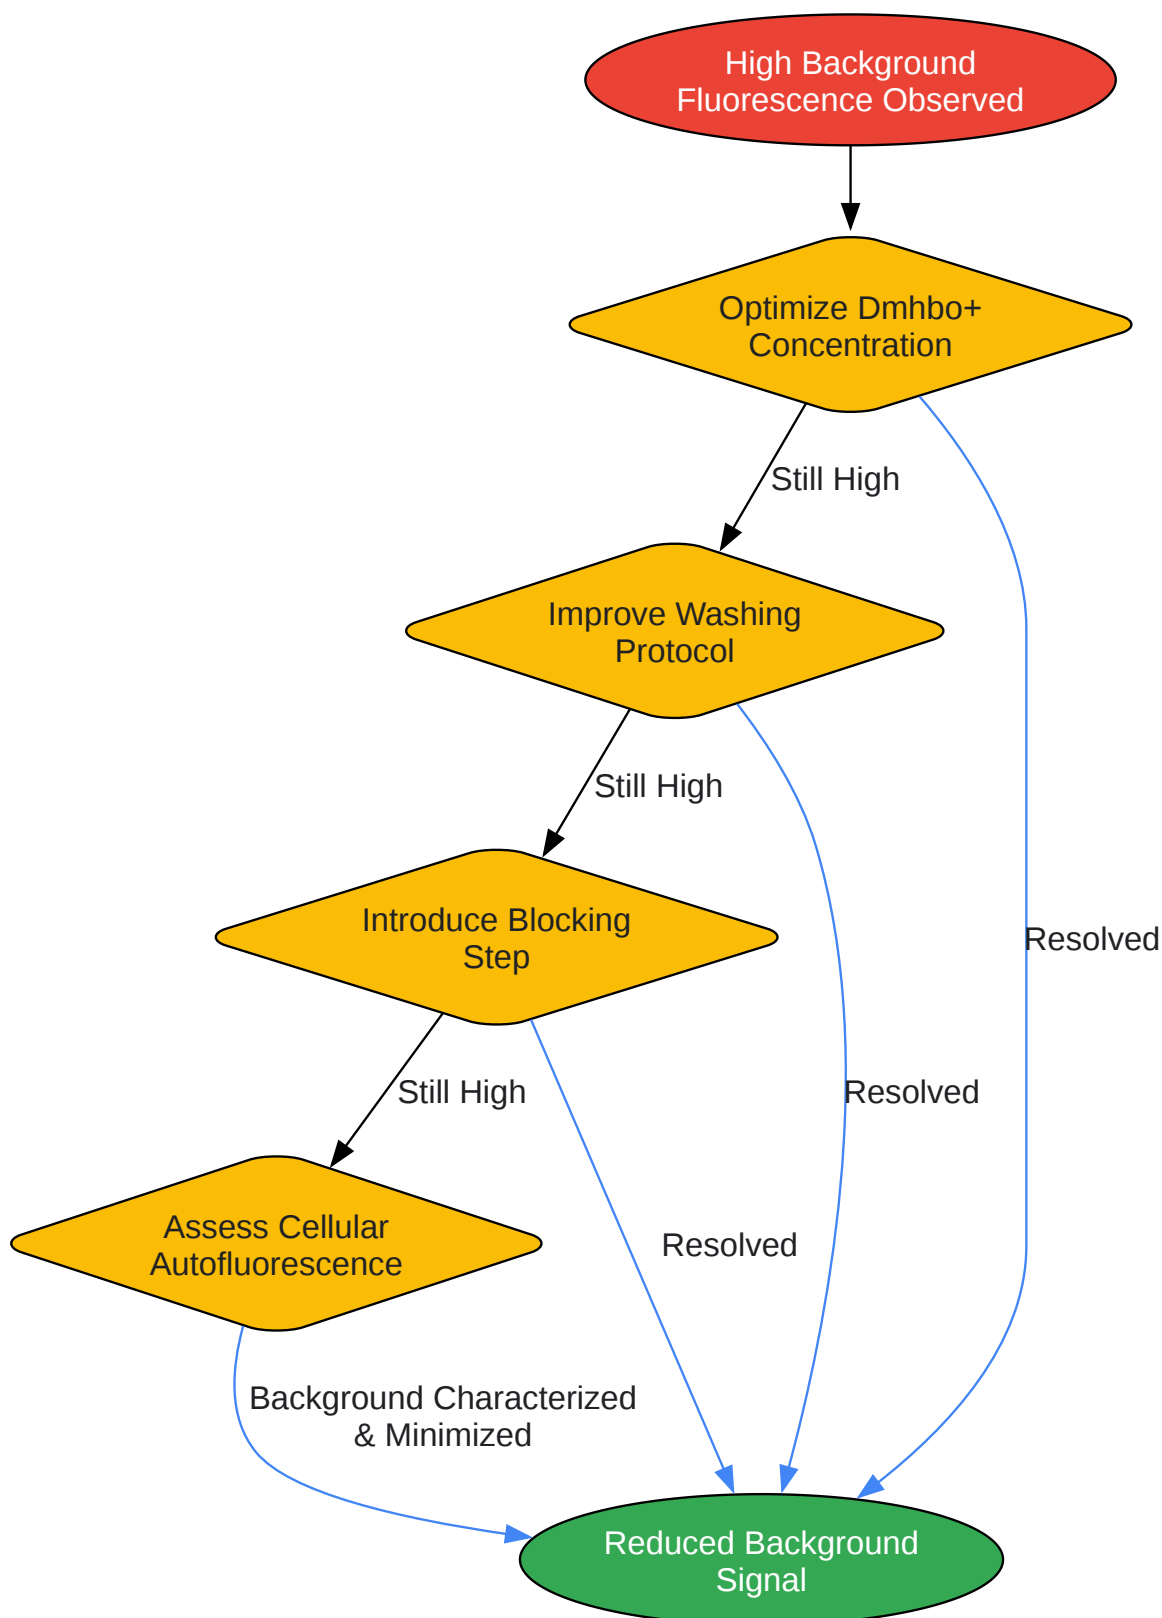 High Background
Fluorescence Observed
Optimize Dmhbo+
Concentration
Still High
Improve Washing
Protocol
Still High
Introduce Blocking
Step
Resolved
Still High
Resolved
Assess Cellular
Autofluorescence
Resolved
Background Characterized
& Minimized
Reduced Background
Signal